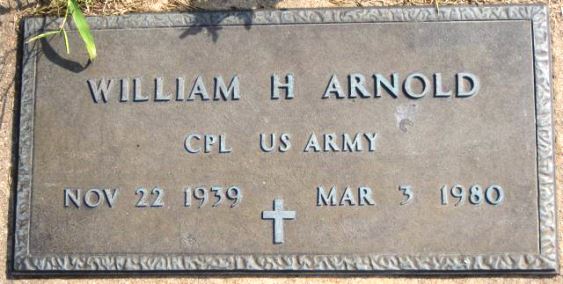 WILLIAM H ARNOLD
CPL US ARMY
NOV 22 1939 MAR 3 1980